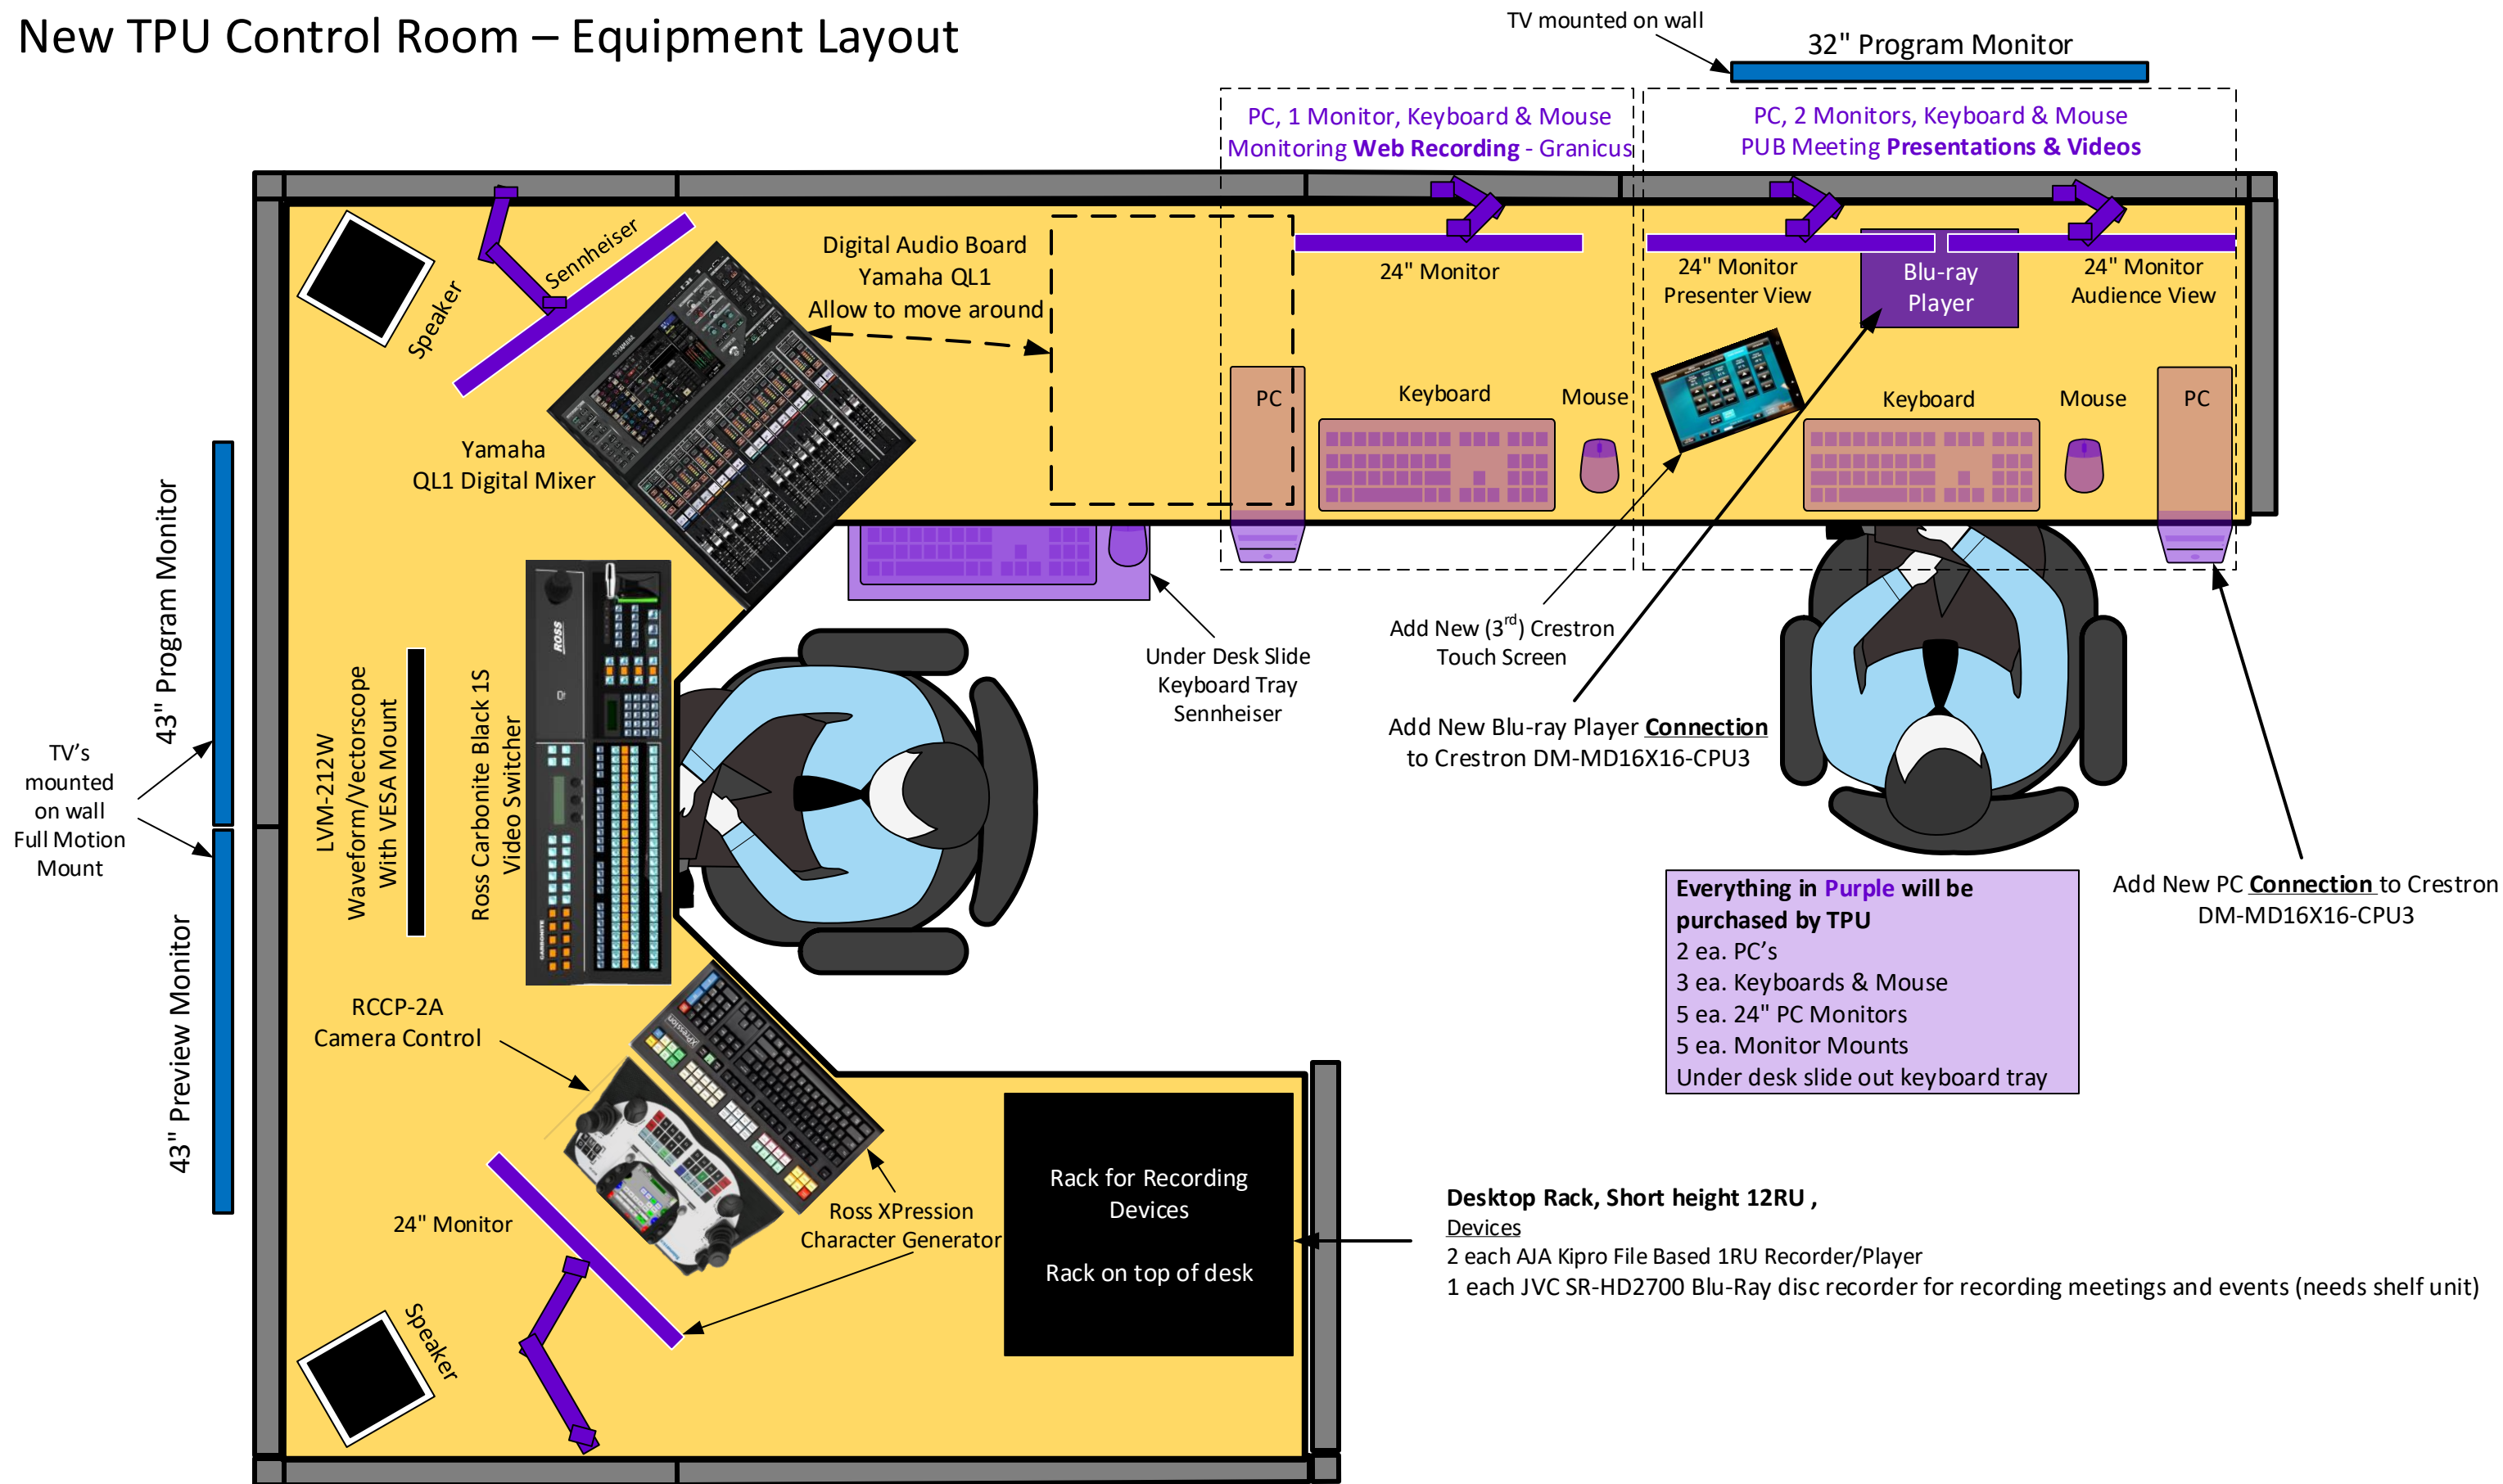 New TPU Control Room – Equipment Layout
TV mounted on wall
32" Program Monitor
PC, 1 Monitor, Keyboard & Mouse
Monitoring Web Recording - Granicus
PC, 2 Monitors, Keyboard & Mouse
PUB Meeting Presentations & Videos
Speaker
Sennheiser
Digital Audio Board
Yamaha QL1
Allow to move around
24" Monitor
24" Monitor
Presenter View
Blu-ray
Player
24" Monitor
Audience View
Yamaha
QL1 Digital Mixer
PC
Keyboard
Mouse
Keyboard
Mouse
PC
43" Program Monitor
TV's
mounted
on wall
Full Motion
Mount
43" Preview Monitor
LVM-212W
Waveform/Vectorscope
With VESA Mount
Ross Carbonite Black 1S
Video Switcher
ROSS
CARBONITE
Under Desk Slide
Keyboard Tray
Sennheiser
Add New (3rd) Crestron
Touch Screen
Add New Blu-ray Player Connection
to Crestron DM-MD16X16-CPU3
Add New PC Connection to Crestron
DM-MD16X16-CPU3
Everything in Purple will be
purchased by TPU
2 ea. PC's
3 ea. Keyboards & Mouse
5 ea. 24" PC Monitors
5 ea. Monitor Mounts
Under desk slide out keyboard tray
RCCP-2A
Camera Control
XPression
24" Monitor
Ross XPression
Character Generator
Speaker
Rack for Recording
Devices
Rack on top of desk
Desktop Rack, Short height 12RU ,
Devices
2 each AJA Kipro File Based 1RU Recorder/Player
1 each JVC SR-HD2700 Blu-Ray disc recorder for recording meetings and events (needs shelf unit)